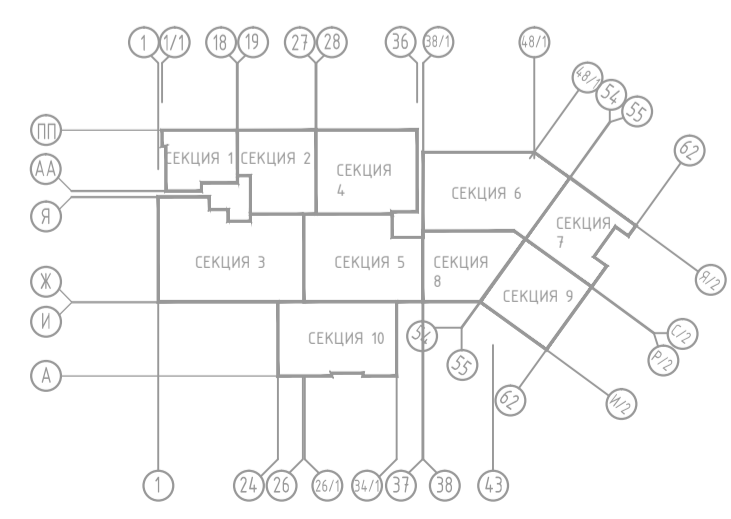 1 1/1 18 19 27 28 36 38/1 48/1
48/1 54 55
62
ПП
АА
Я
Ж
И
А
СЕКЦИЯ 1 СЕКЦИЯ 2
СЕКЦИЯ
4
СЕКЦИЯ 6
СЕКЦИЯ
7
СЕКЦИЯ 3 СЕКЦИЯ 5
СЕКЦИЯ
8
СЕКЦИЯ 9
СЕКЦИЯ 10
Я/2
С/2
Р/2
И/2
54
55
62
1 24 26 26/1 34/1 37 38 43